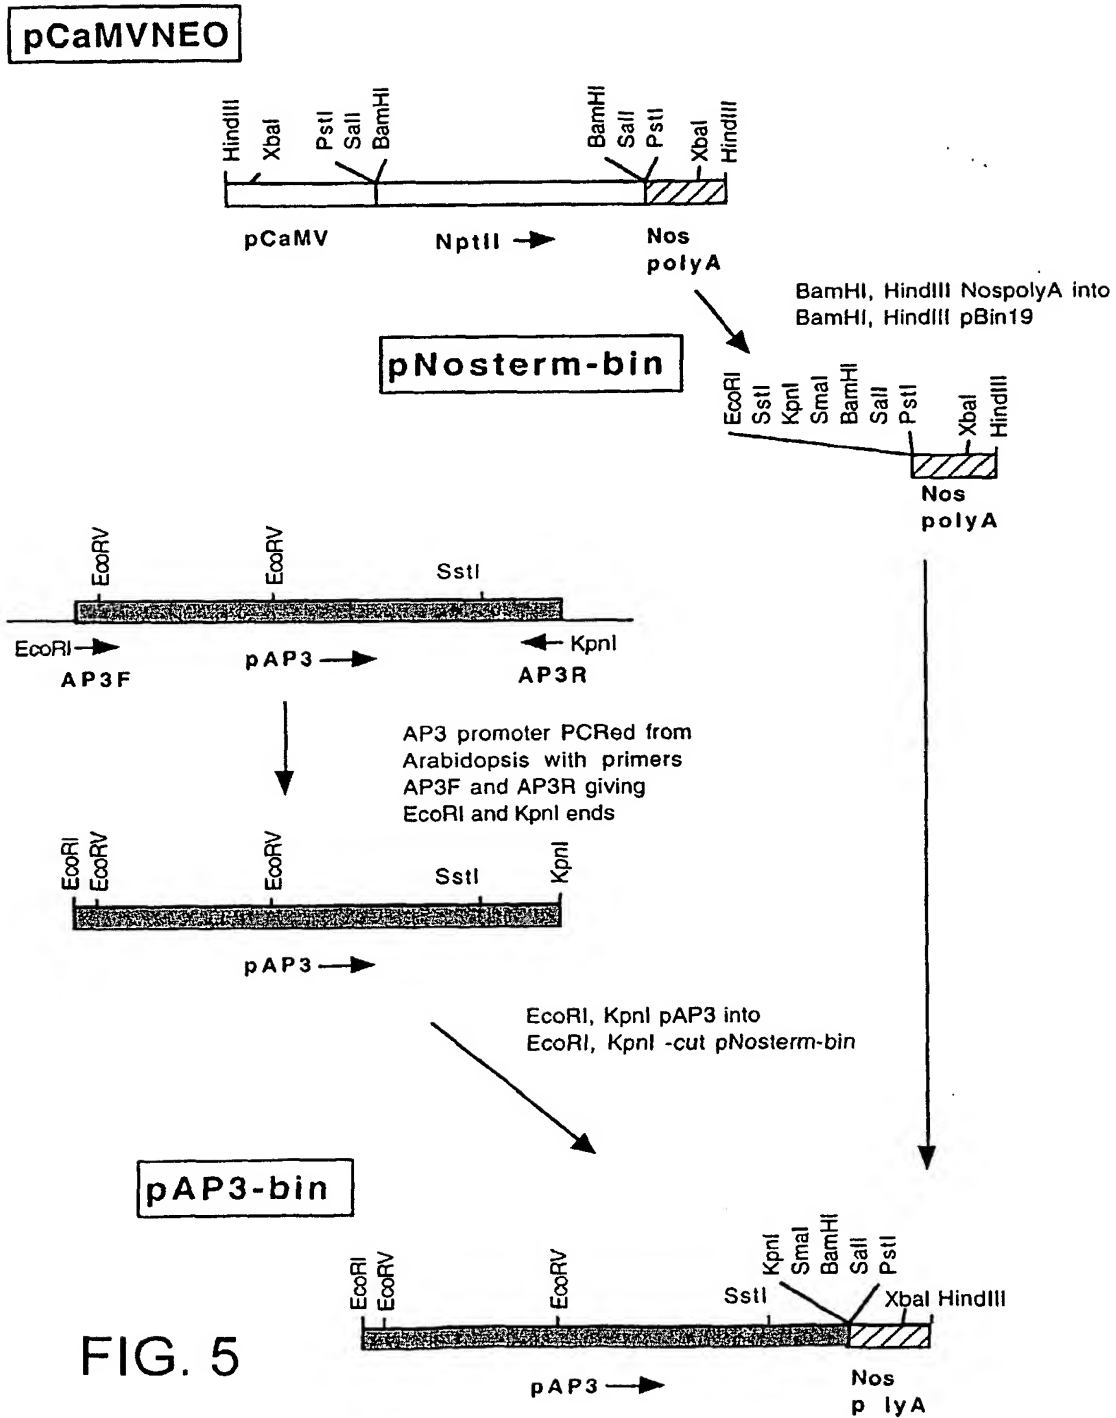 pCaMVNEO
HindIII
XbaI
PstI
SalI
BamHI
BamHI
SalI
PstI
XbaI
HindIII
pCaMV
NptII
Nos
polyA
BamHI, HindIII NospolyA into
BamHI, HindIII pBin19
pNosterm-bin
EcoRI
SstI
KpnI
SmaI
BamHI
SalI
PstI
XbaI
HindIII
Nos
polyA
EcoRV
EcoRV
SstI
EcoRI
pAP3
KpnI
AP3F
AP3R
AP3 promoter PCRed from
Arabidopsis with primers
AP3F and AP3R giving
EcoRI and KpnI ends
EcoRI
EcoRV
EcoRV
SstI
KpnI
pAP3
EcoRI, KpnI pAP3 into
EcoRI, KpnI -cut pNosterm-bin
pAP3-bin
EcoRI
EcoRV
EcoRV
SstI
KpnI
SmaI
BamHI
SalI
PstI
XbaI HindIII
FIG. 5
pAP3
Nos
p lyA